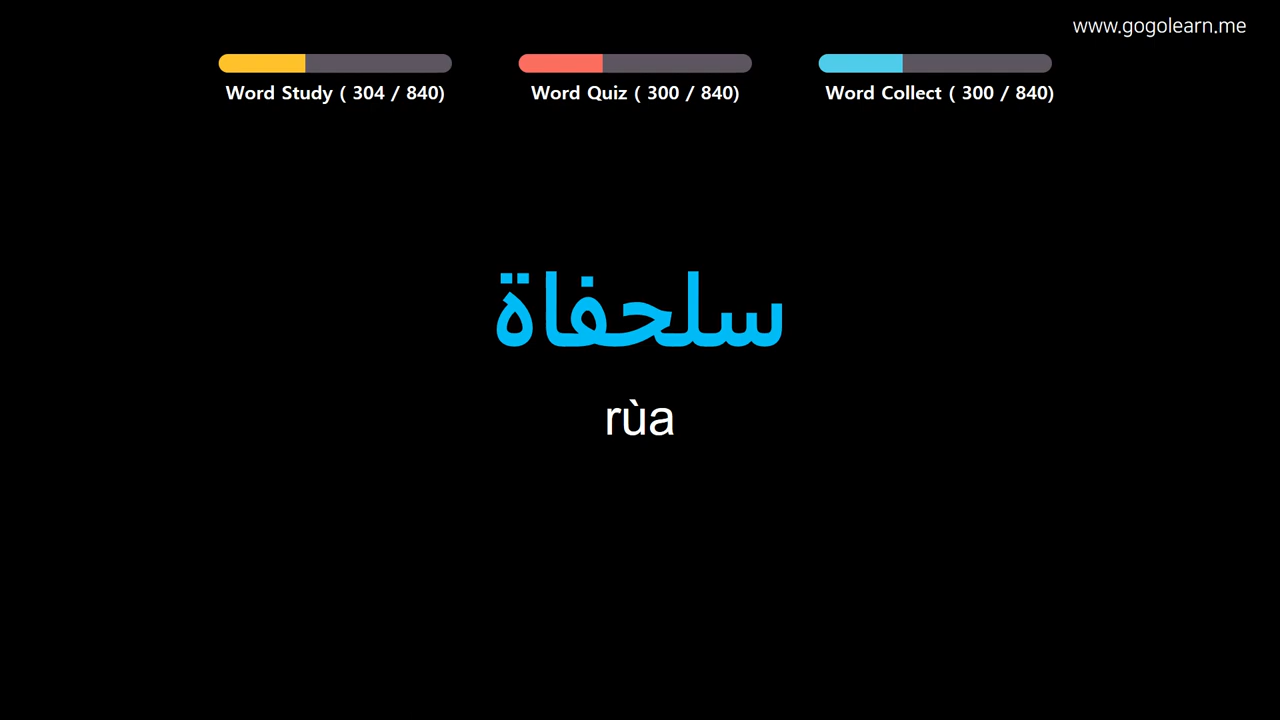 www.gogolearn.me
Word Study ( 304 / 840)
Word Quiz ( 300 / 840)
Word Collect ( 300 / 840)
سلحفاة
rùa